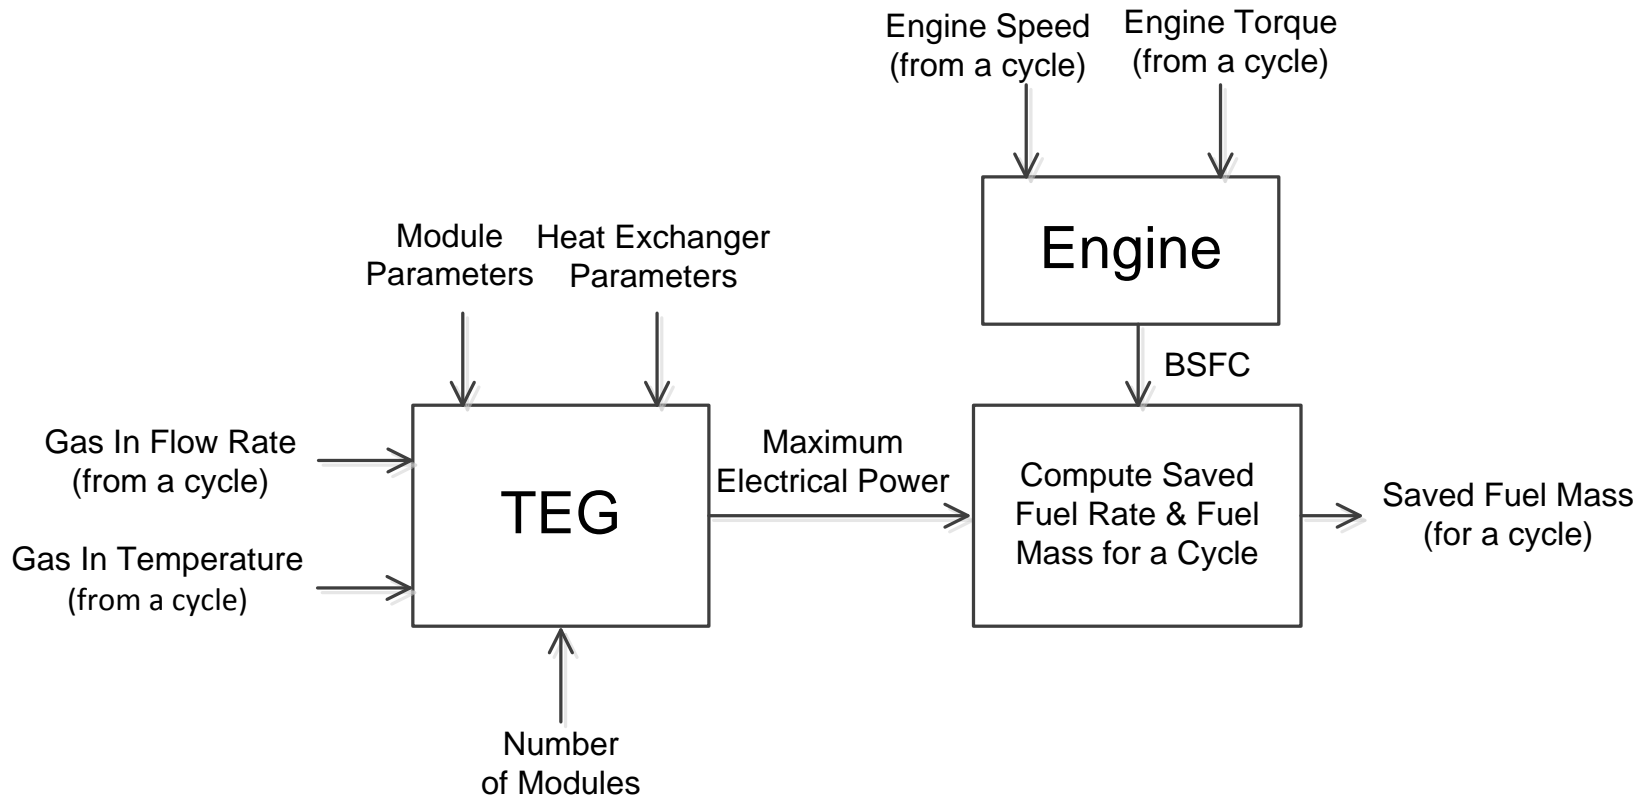 Engine Speed
(from a cycle)
Engine Torque
(from a cycle)
Engine
Module
Parameters
Heat Exchanger
Parameters
BSFC
Gas In Flow Rate
(from a cycle)
Gas In Temperature
(from a cycle)
TEG
Maximum
Electrical Power
Compute Saved
Fuel Rate & Fuel
Mass for a Cycle
Saved Fuel Mass
(for a cycle)
Number
of Modules